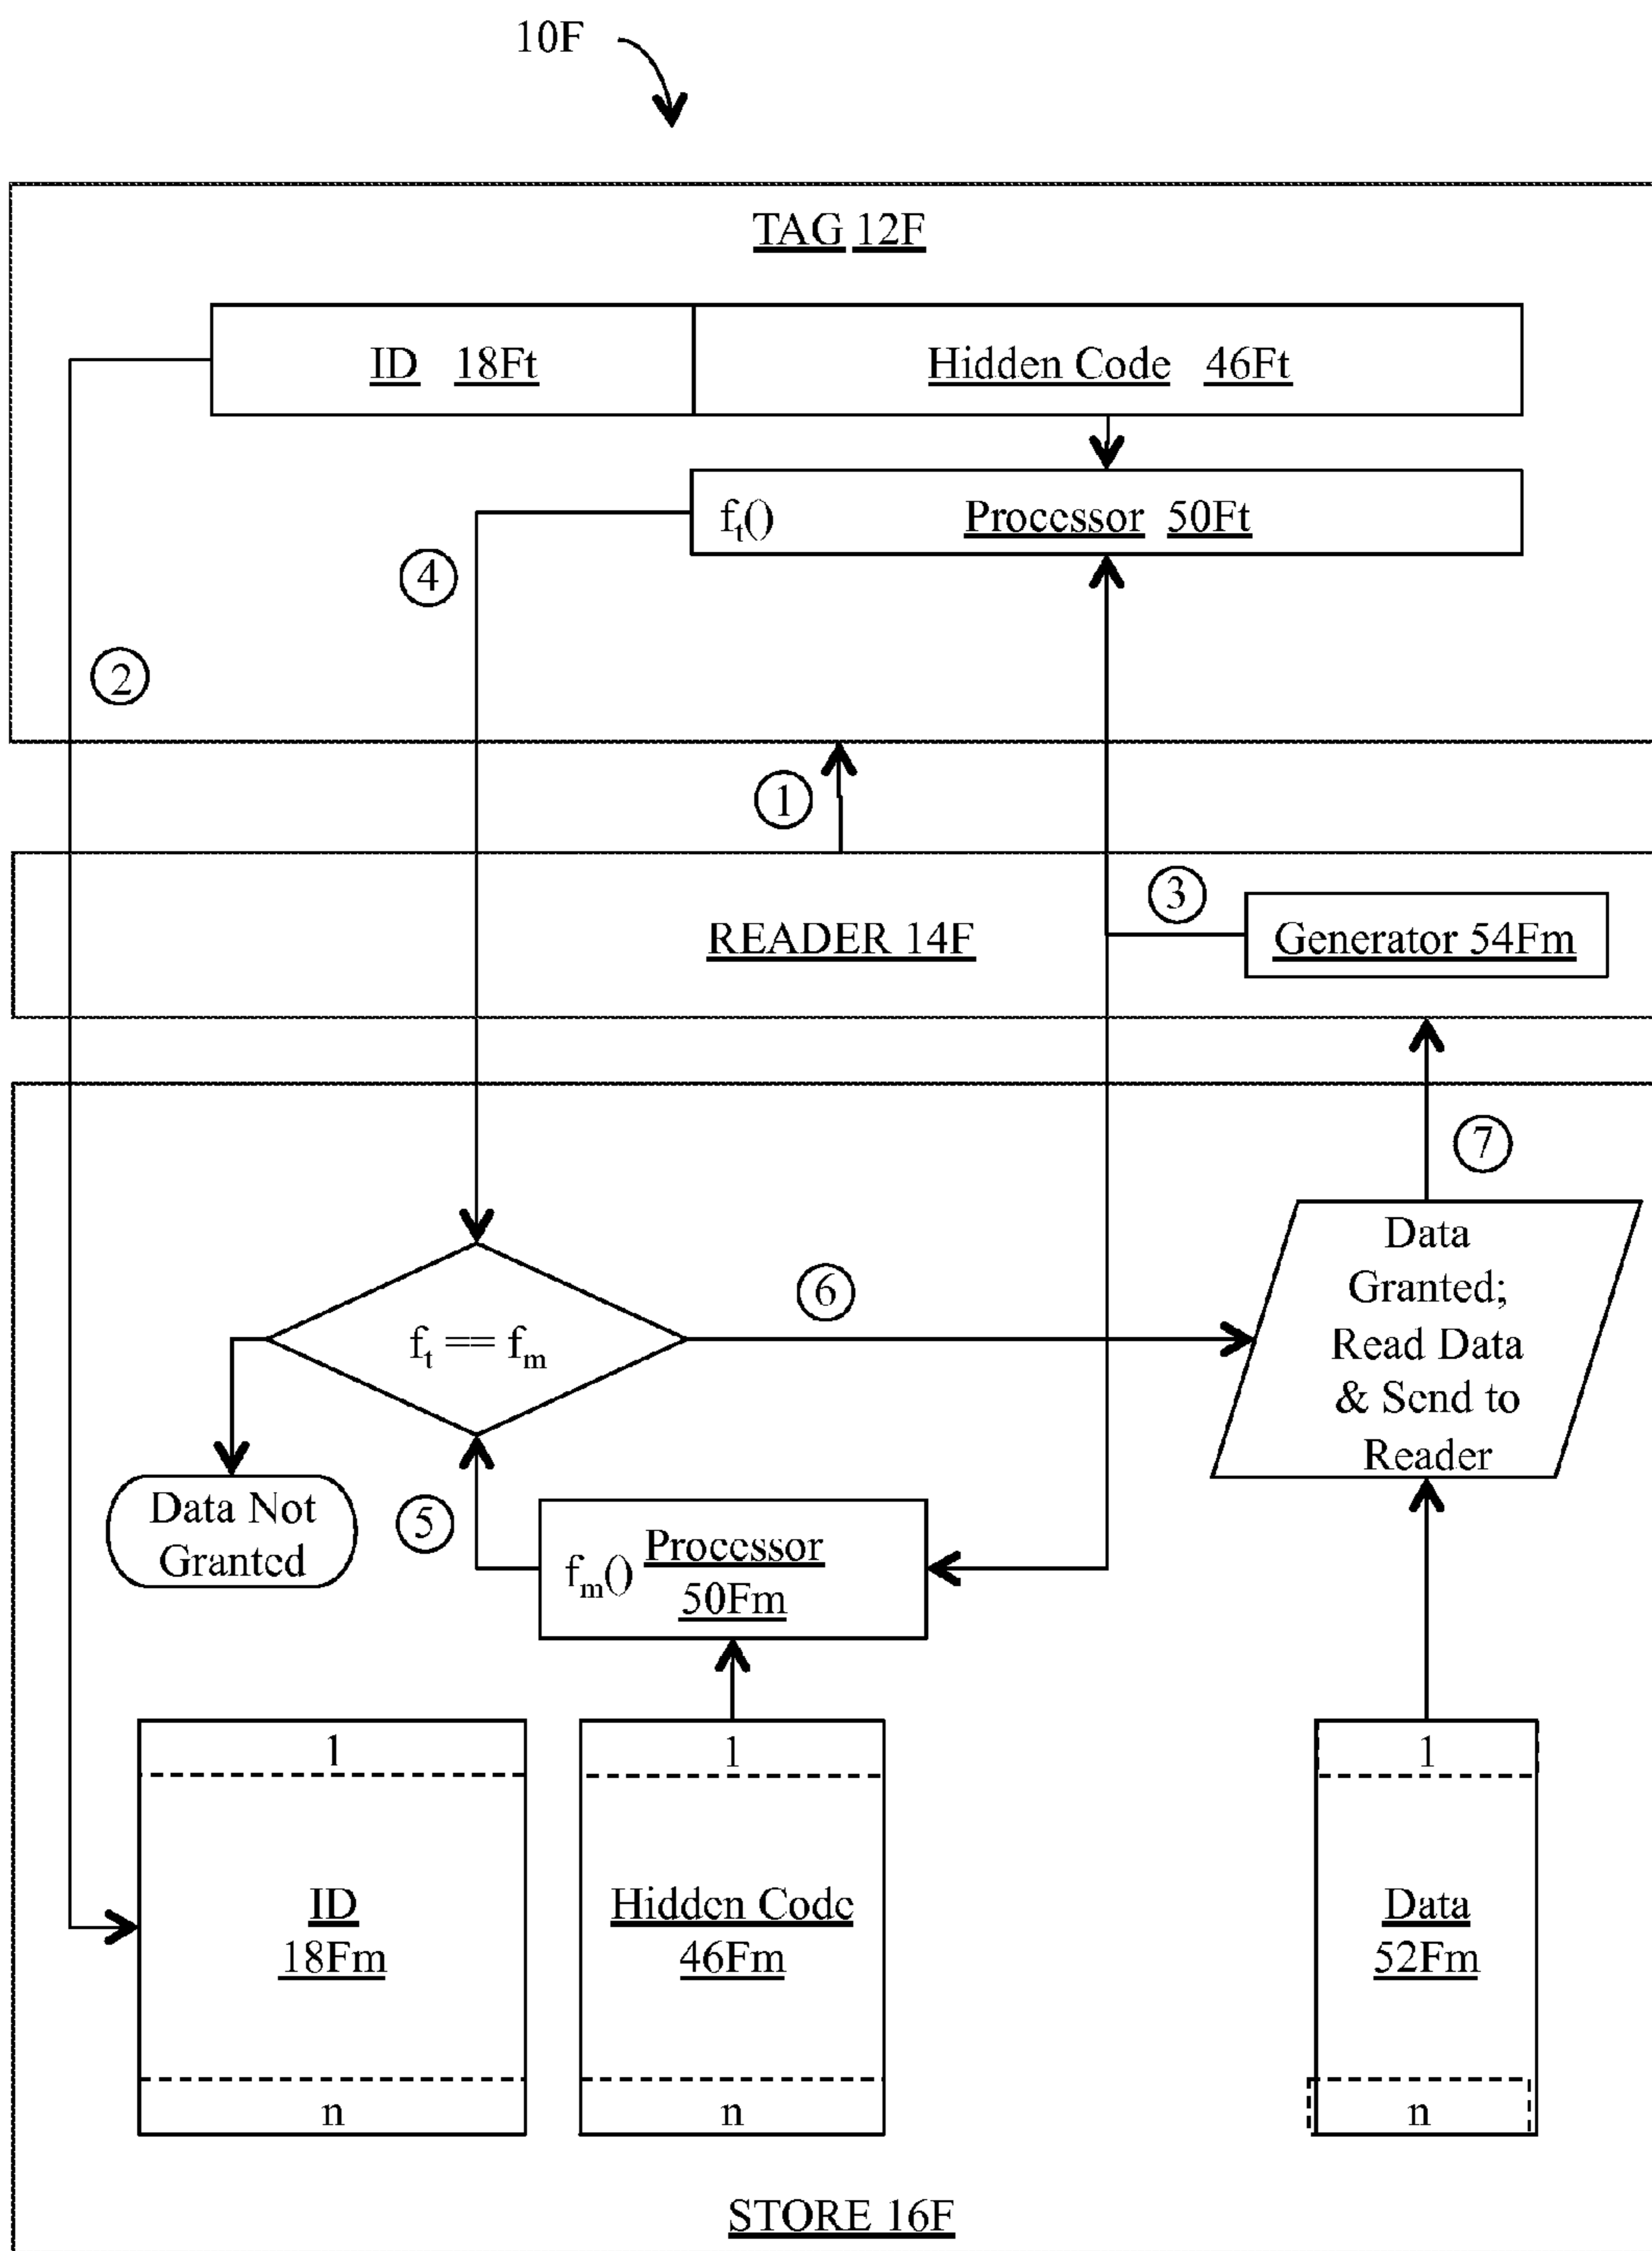 10F
TAG 12F
ID 18Ft
Hidden Code 46Ft
ft() Processor 50Ft
4
2
1
3
READER 14F
Generator 54Fm
7
6
Data
Granted;
Read Data
& Send to
Reader
ft == fm
Data Not
Granted
5
fm() Processor
50Fm
1
1
1
ID
18Fm
Hidden Code
46Fm
Data
52Fm
n
n
n
STORE 16F